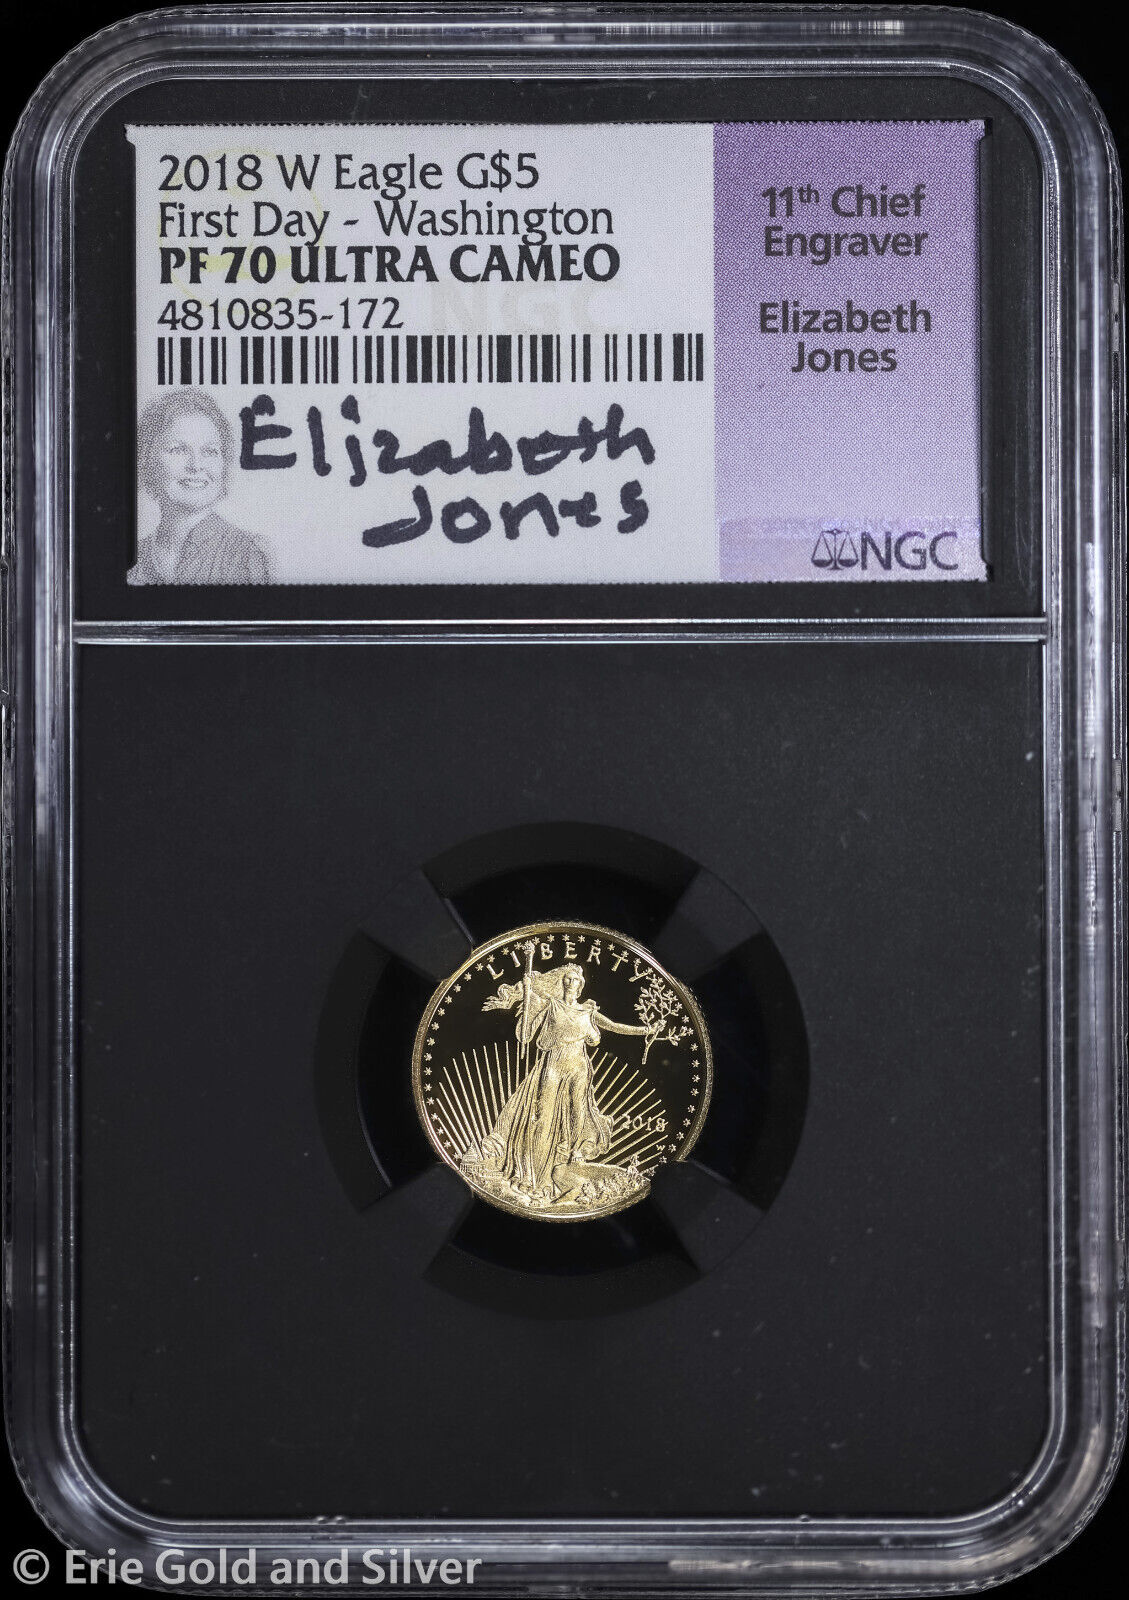 2018 W Eagle G$5
First Day - Washington
PF 70 ULTRA CAMEO
4810835-172
Elizabeth
Jones
11th Chief
Engraver
Elizabeth
Jones
NGC
NGC
LIBERTY
2018
W
© Erie Gold and Silver